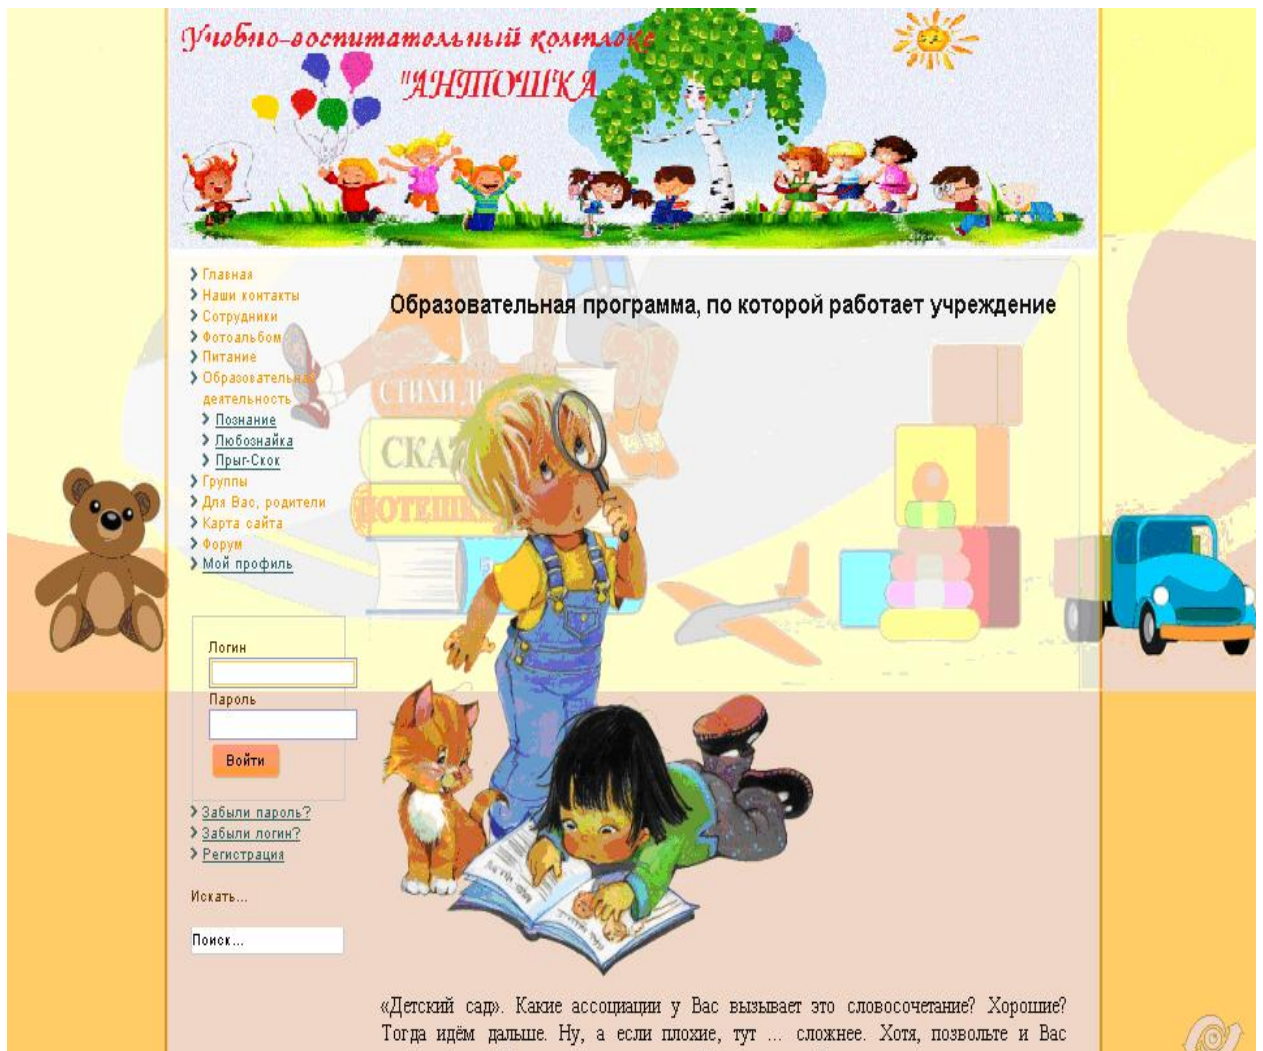 Учебно-воспитательный комплекс
"АНТОШКА
Главная
Наши контакты
Сотрудники
Фотоальбом
Питание
Образовательная
деятельность
Познание
Любознайка
Прыг-Скок
Группы
Для Вас, родители
Карта сайта
Форум
Мой профиль
Логин
Пароль
Войти
Забыли пароль?
Забыли логин?
Регистрация
Искать...
Поиск...
Образовательная программа, по которой работает учреждение
СТИХИ
СКАЗ
ПОТЕШК
«Детский сад». Какие ассоциации у Вас вызывает это словосочетание? Хорошие?
Тогда идём дальше. Ну, а если плохие, тут ... сложнее. Хотя, позвольте и Вас